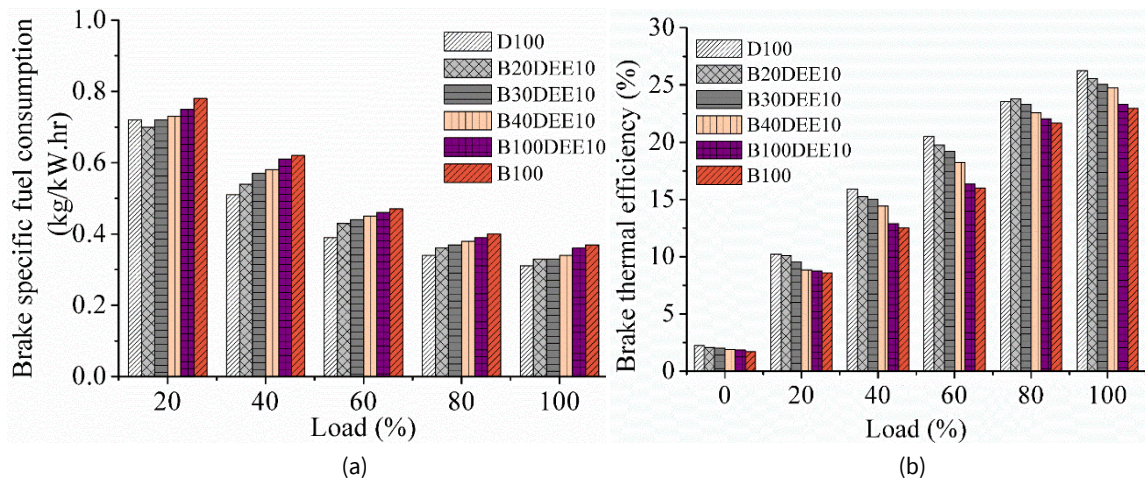 Brake specific fuel consumption
(kg/kW.hr)
1.0
0.8
0.6
0.4
0.2
0.0
D100
B20DEE10
B30DEE10
B40DEE10
B100DEE10
B100
20 40 60 80 100
Load (%)
(a)
Brake thermal efficiency (%)
30
25
20
15
10
5
0
D100
B20DEE10
B30DEE10
B40DEE10
B100DEE10
B100
0 20 40 60 80 100
Load (%)
(b)